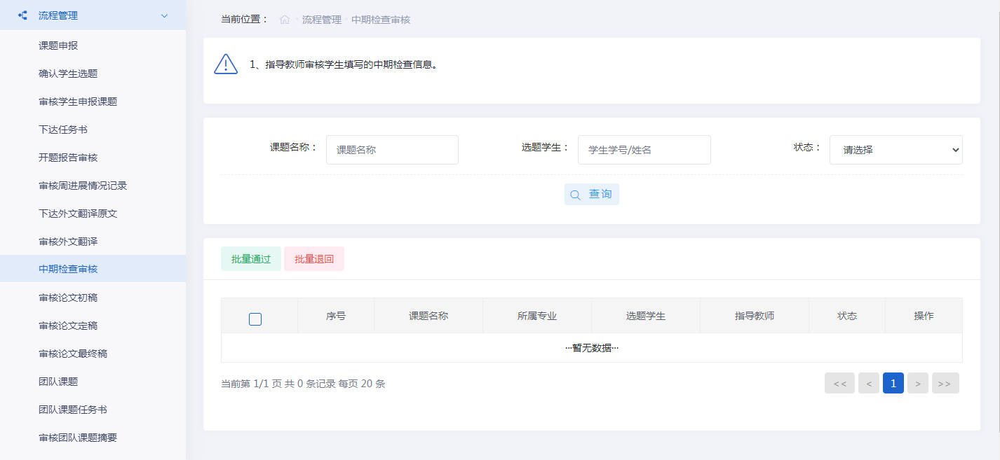 流程管理
课题申报
确认学生选题
审核学生申报课题
下达任务书
开题报告审核
审核周进展情况记录
下达外文翻译原文
审核外文翻译
中期检查审核
审核论文初稿
审核论文定稿
审核论文最终稿
团队课题
团队课题任务书
审核团队课题摘要
当前位置： 流程管理 中期检查审核
1、指导教师审核学生填写的中期检查信息。
课题名称： 课题名称 选题学生： 学生学号/姓名 状态： 请选择
查询
批量通过 批量退回
序号 课题名称 所属专业 选题学生 指导教师 状态 操作
···暂无数据···
当前第 1/1 页 共 0 条记录 每页 20 条 << < 1 > >>